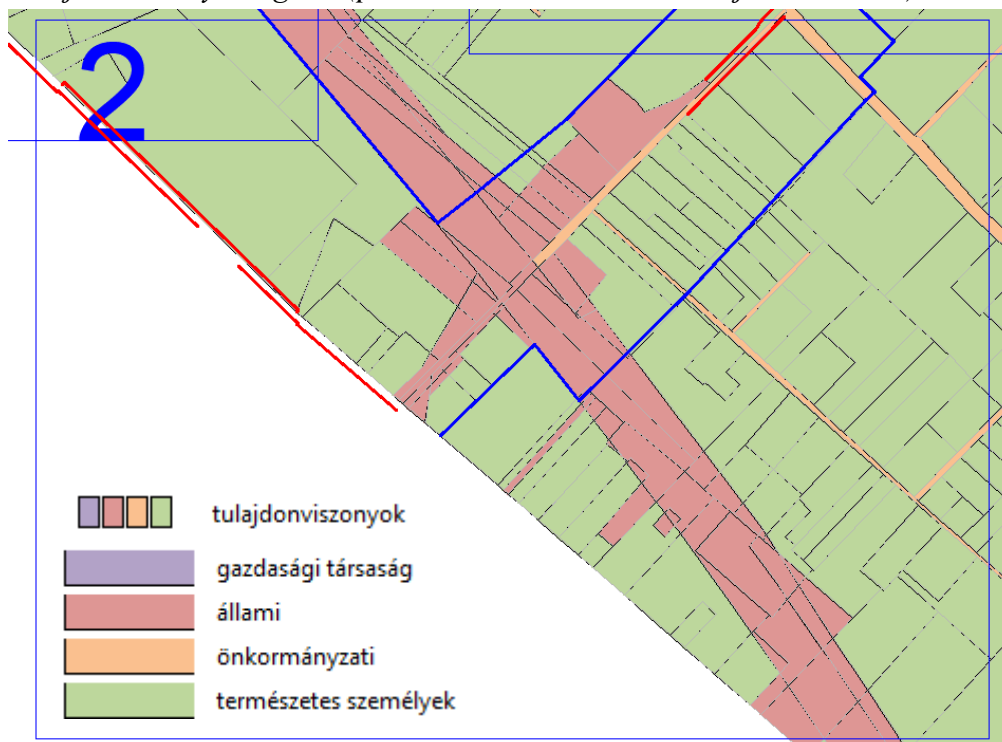 2
tulajdonviszonyok
gazdasági társaság
állami
önkormányzati
természetes személyek